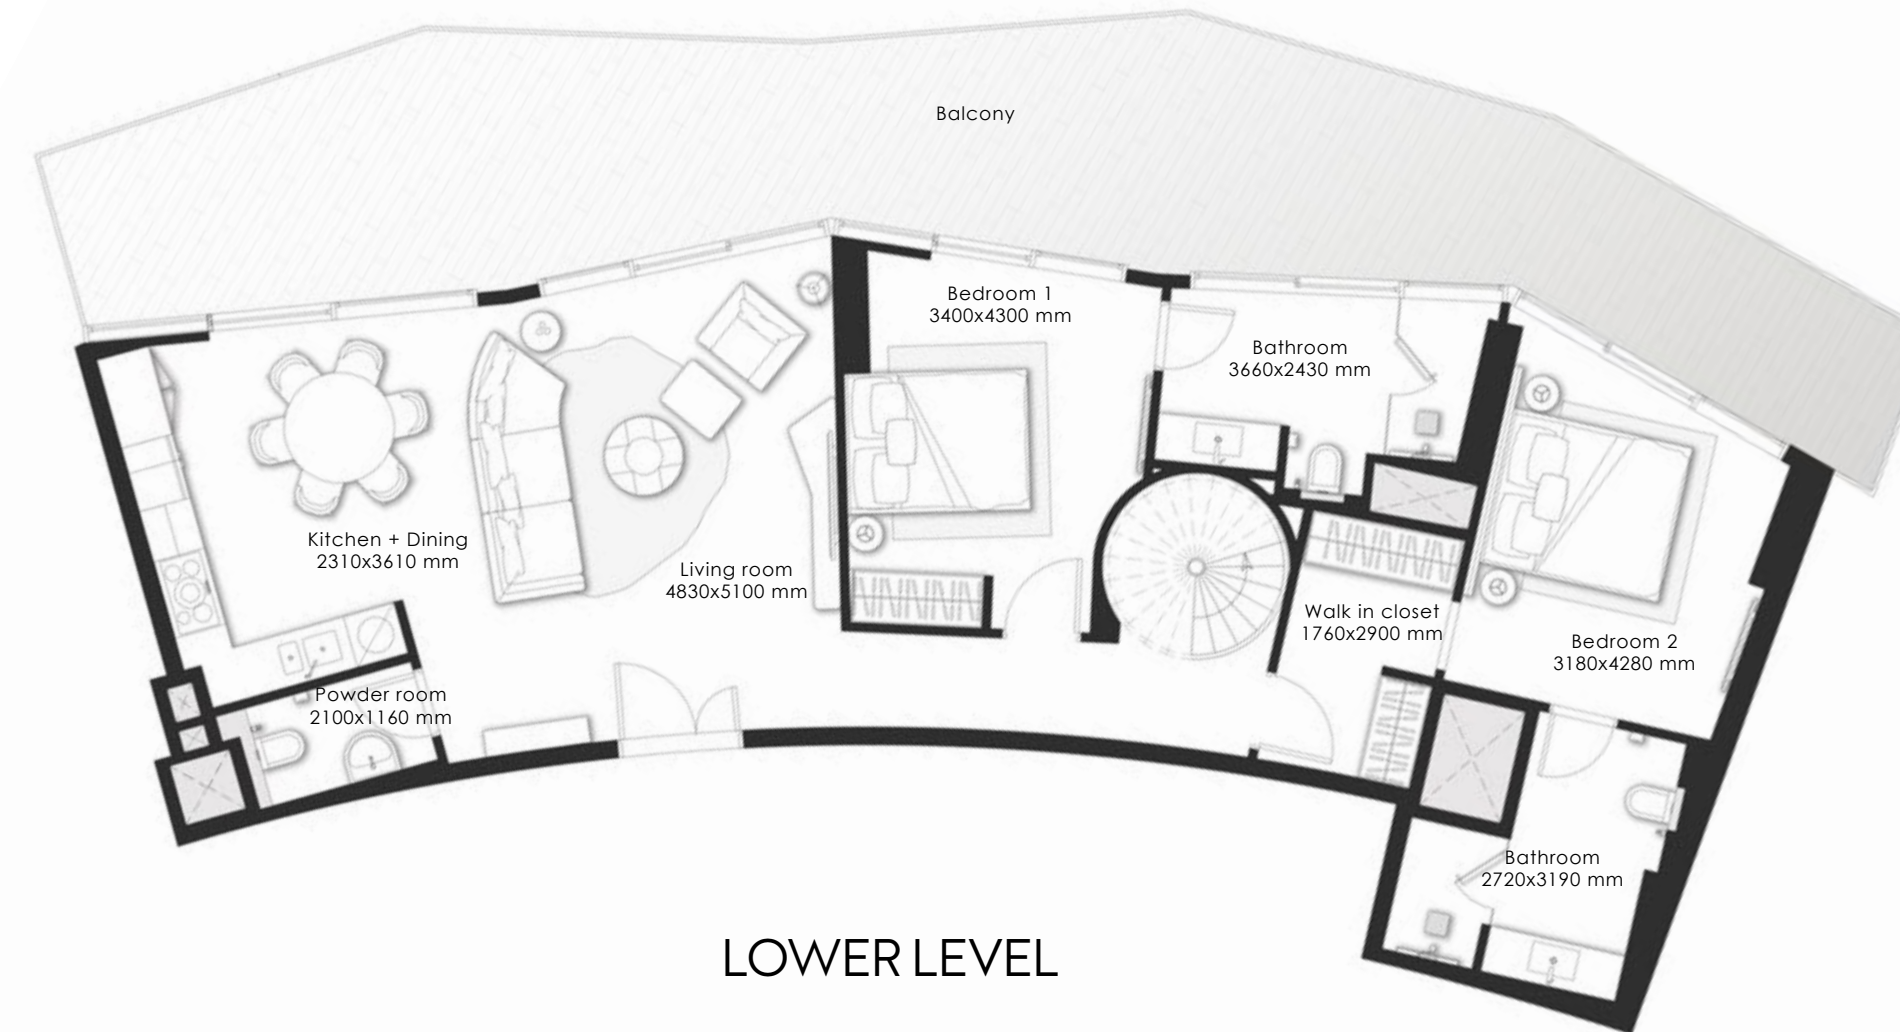 Balcony
Bedroom 1
3400x4300 mm
Bathroom
3660x2430 mm
Kitchen + Dining
2310x3610 mm
Living room
4830x5100 mm
Walk in closet
1760x2900 mm
Bedroom 2
3180x4280 mm
Powder room
2100x1160 mm
Bathroom
2720x3190 mm
LOWER LEVEL